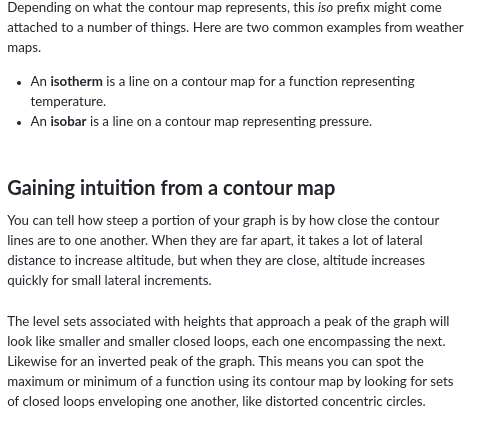 Depending on what the contour map represents, this iso prefix might come
attached to a number of things. Here are two common examples from weather
maps.
• An isotherm is a line on a contour map for a function representing
temperature.
• An isobar is a line on a contour map representing pressure.
Gaining intuition from a contour map
You can tell how steep a portion of your graph is by how close the contour
lines are to one another. When they are far apart, it takes a lot of lateral
distance to increase altitude, but when they are close, altitude increases
quickly for small lateral increments.
The level sets associated with heights that approach a peak of the graph will
look like smaller and smaller closed loops, each one encompassing the next.
Likewise for an inverted peak of the graph. This means you can spot the
maximum or minimum of a function using its contour map by looking for sets
of closed loops enveloping one another, like distorted concentric circles.